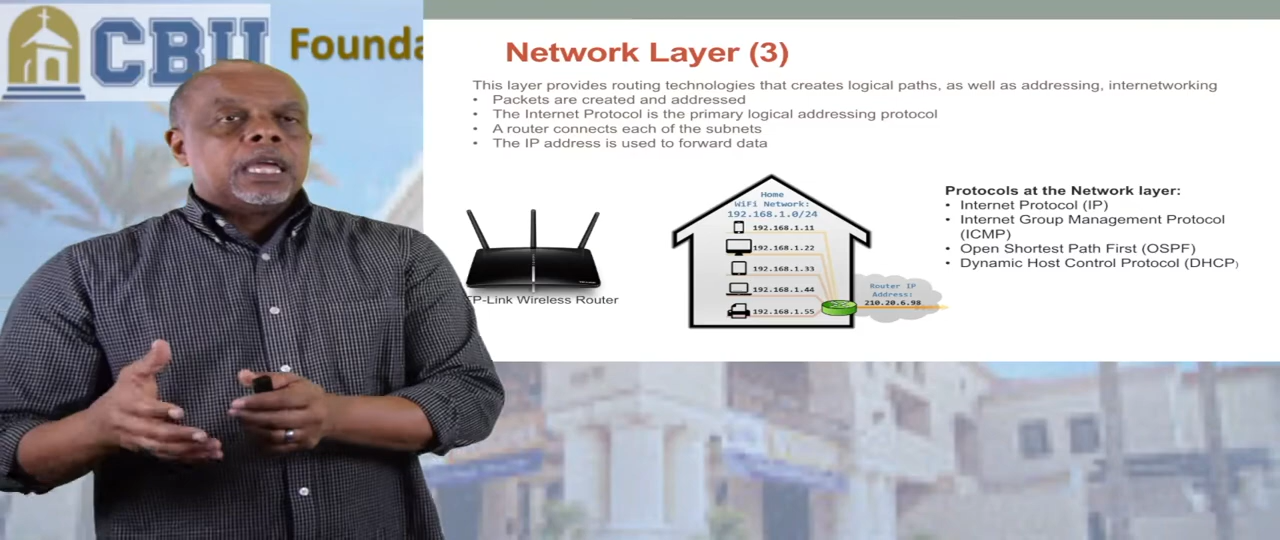 CBU
Founda
Network Layer (3)
This layer provides routing technologies that creates logical paths, as well as addressing, internetworking
• Packets are created and addressed
• The Internet Protocol is the primary logical addressing protocol
• A router connects each of the subnets
• The IP address is used to forward data
TP-Link Wireless Router
Home
WiFi Network:
192.168.1.0/24
192.168.1.11
192.168.1.22
192.168.1.33
192.168.1.44
192.168.1.55
Router IP
Address:
210.20.6.98
Protocols at the Network layer:
• Internet Protocol (IP)
• Internet Group Management Protocol
(ICMP)
• Open Shortest Path First (OSPF)
• Dynamic Host Control Protocol (DHCP)